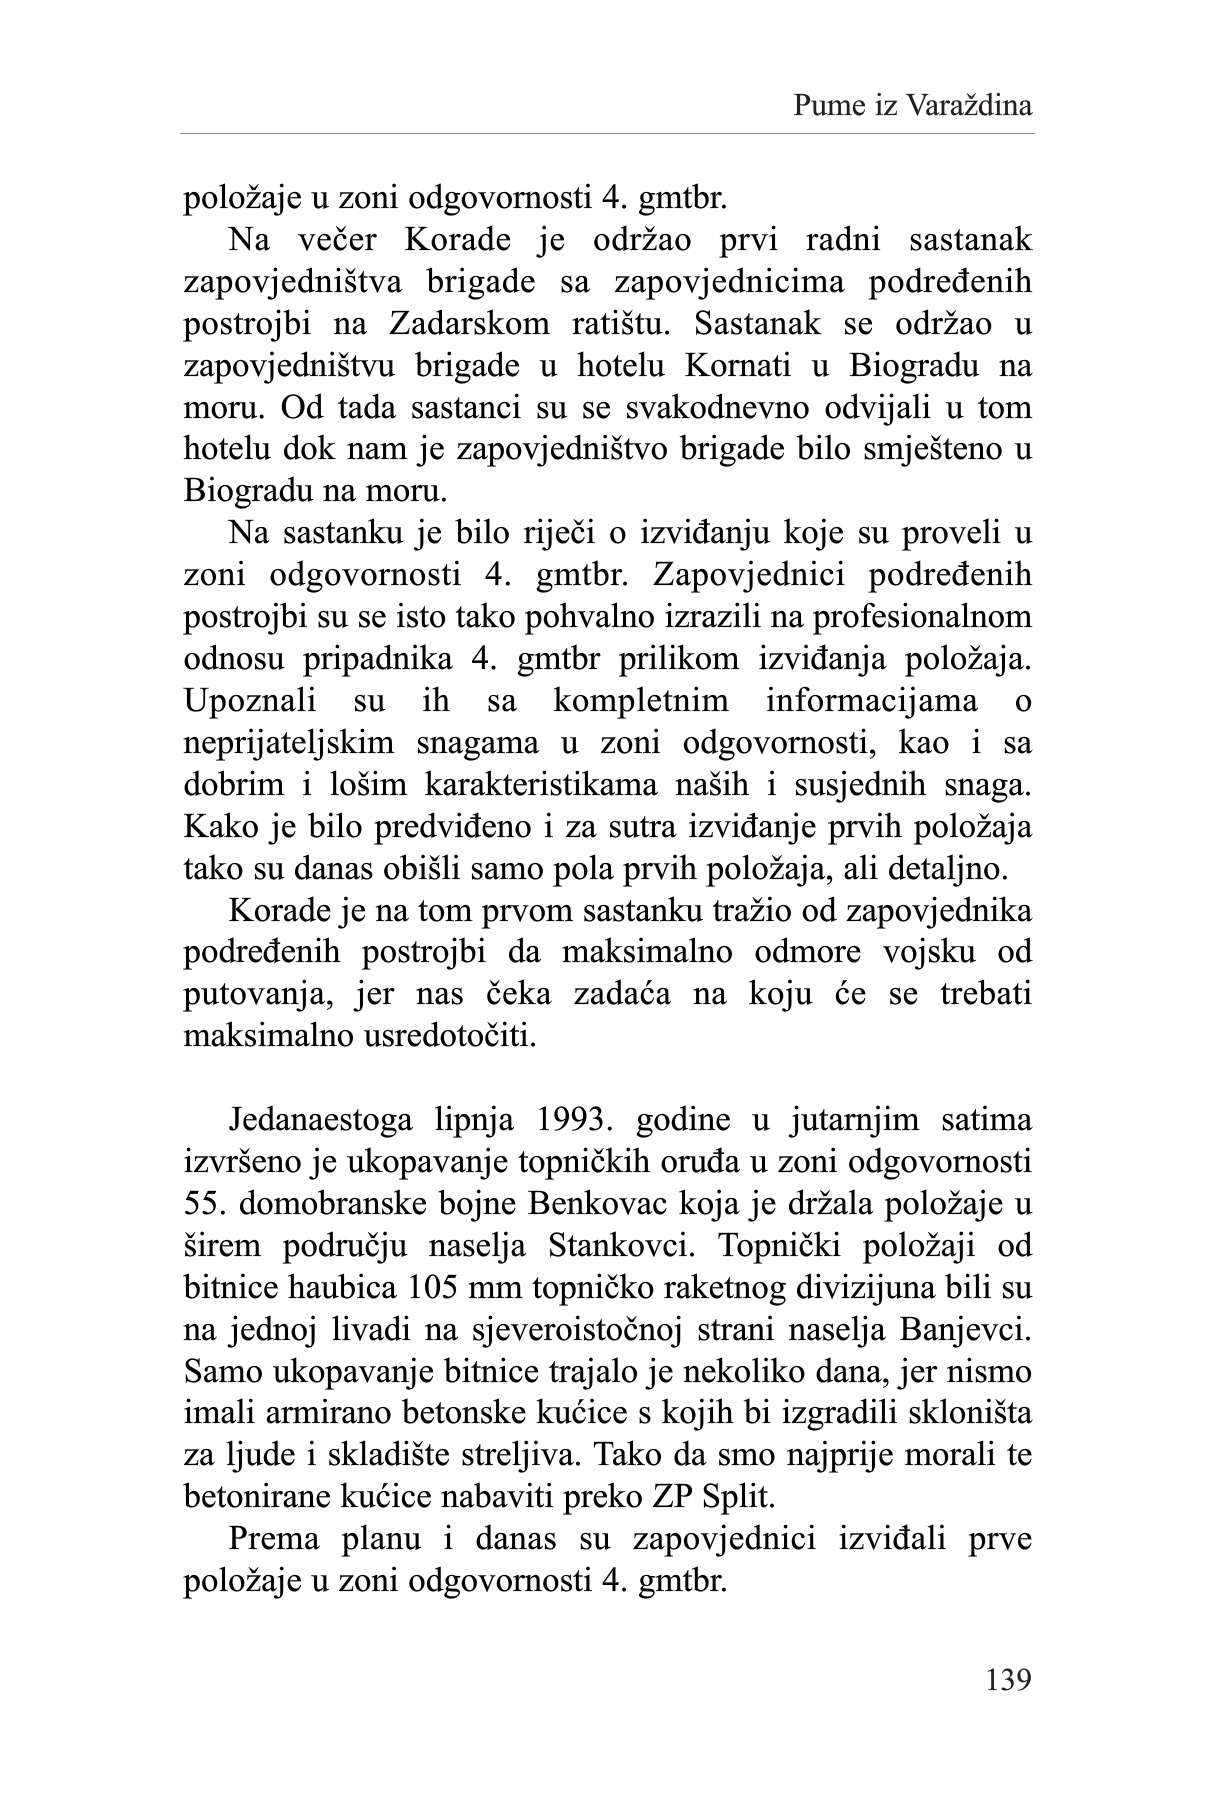 Pume iz Varaždina
položaje u zoni odgovornosti 4. gmtbr.
Na večer Korade je održao prvi radni sastanak
zapovjedništva brigade sa zapovjednicima podređenih
postrojbi na Zadarskom ratištu. Sastanak se održao u
zapovjedništvu brigade u hotelu Kornati u Biogradu na
moru. Od tada sastanci su se svakodnevno odvijali u tom
hotelu dok nam je zapovjedništvo brigade bilo smješteno u
Biogradu na moru.
Na sastanku je bilo riječi o izviđanju koje su proveli u
zoni odgovornosti 4. gmtbr. Zapovjednici podređenih
postrojbi su se isto tako pohvalno izrazili na profesionalnom
odnosu pripadnika 4. gmtbr prilikom izviđanja položaja.
Upoznali su ih sa kompletnim informacijama o
neprijateljskim snagama u zoni odgovornosti, kao i sa
dobrim i lošim karakteristikama naših i susjednih snaga.
Kako je bilo predviđeno i za sutra izviđanje prvih položaja
tako su danas obišli samo pola prvih položaja, ali detaljno.
Korade je na tom prvom sastanku tražio od zapovjednika
podređenih postrojbi da maksimalno odmore vojsku od
putovanja, jer nas čeka zadaća na koju će se trebati
maksimalno usredotočiti.
Jedanaestoga lipnja 1993. godine u jutarnjim satima
izvršeno je ukopavanje topničkih oruđa u zoni odgovornosti
55. domobranske bojne Benkovac koja je držala položaje u
širem području naselja Stankovci. Topnički položaji od
bitnice haubica 105 mm topničko raketnog divizijuna bili su
na jednoj livadi na sjeveroistočnoj strani naselja Banjevci.
Samo ukopavanje bitnice trajalo je nekoliko dana, jer nismo
imali armirano betonske kućice s kojih bi izgradili skloništa
za ljude i skladište streljiva. Tako da smo najprije morali te
betonirane kućice nabaviti preko ZP Split.
Prema planu i danas su zapovjednici izviđali prve
položaje u zoni odgovornosti 4. gmtbr.
139